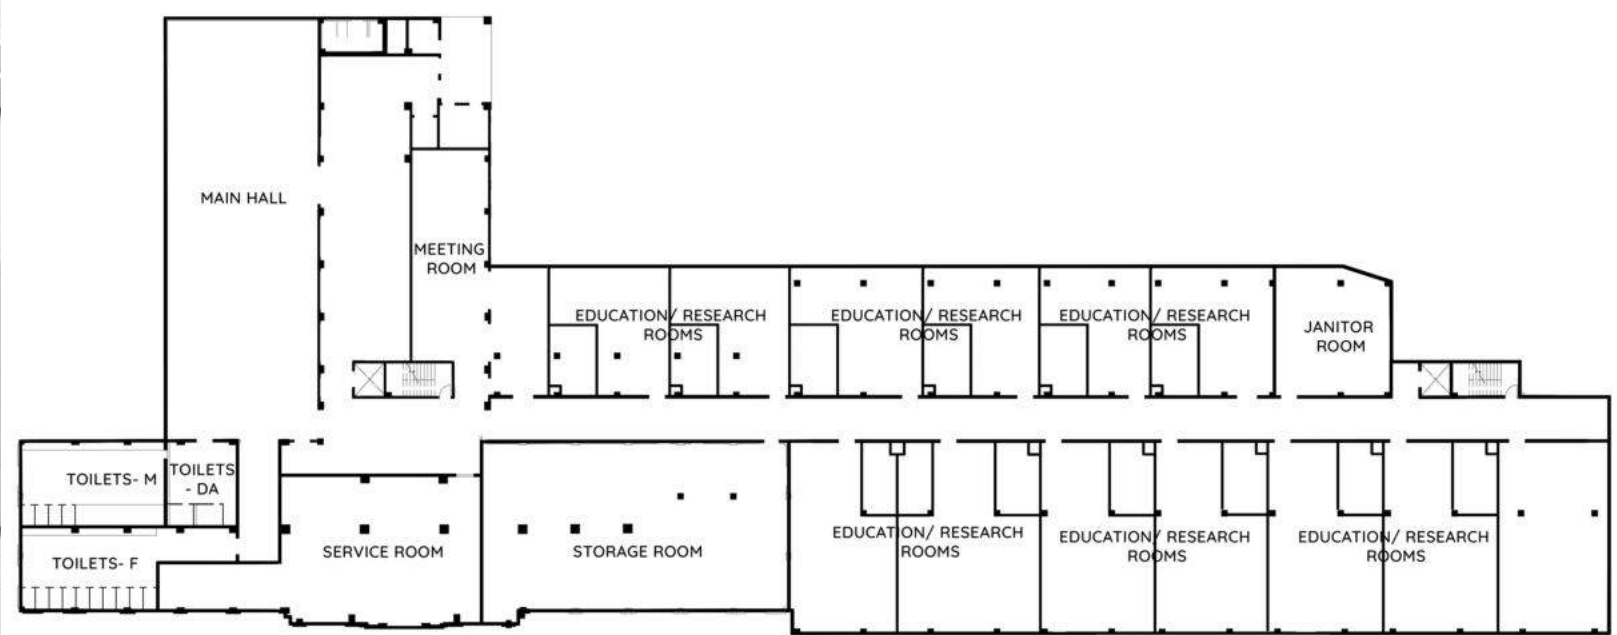 MAIN HALL
MEETING
ROOM
EDUCATION/ RESEARCH
ROOMS
EDUCATION/ RESEARCH
ROOMS
EDUCATION/ RESEARCH
ROOMS
JANITOR
ROOM
TOILETS- M
TOILETS
- DA
TOILETS- F
SERVICE ROOM
STORAGE ROOM
EDUCATION/ RESEARCH
ROOMS
EDUCATION/ RESEARCH
ROOMS
EDUCATION/ RESEARCH
ROOMS